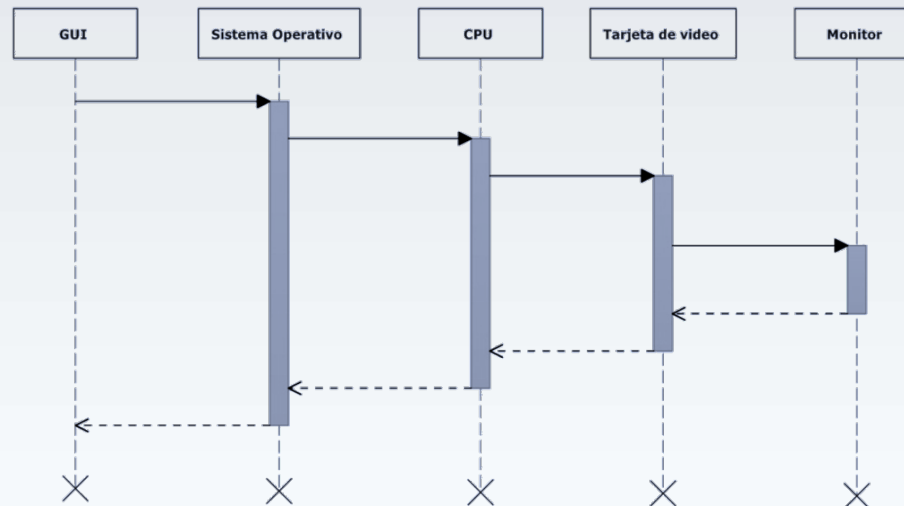 GUI
Sistema Operativo
CPU
Tarjeta de video
Monitor